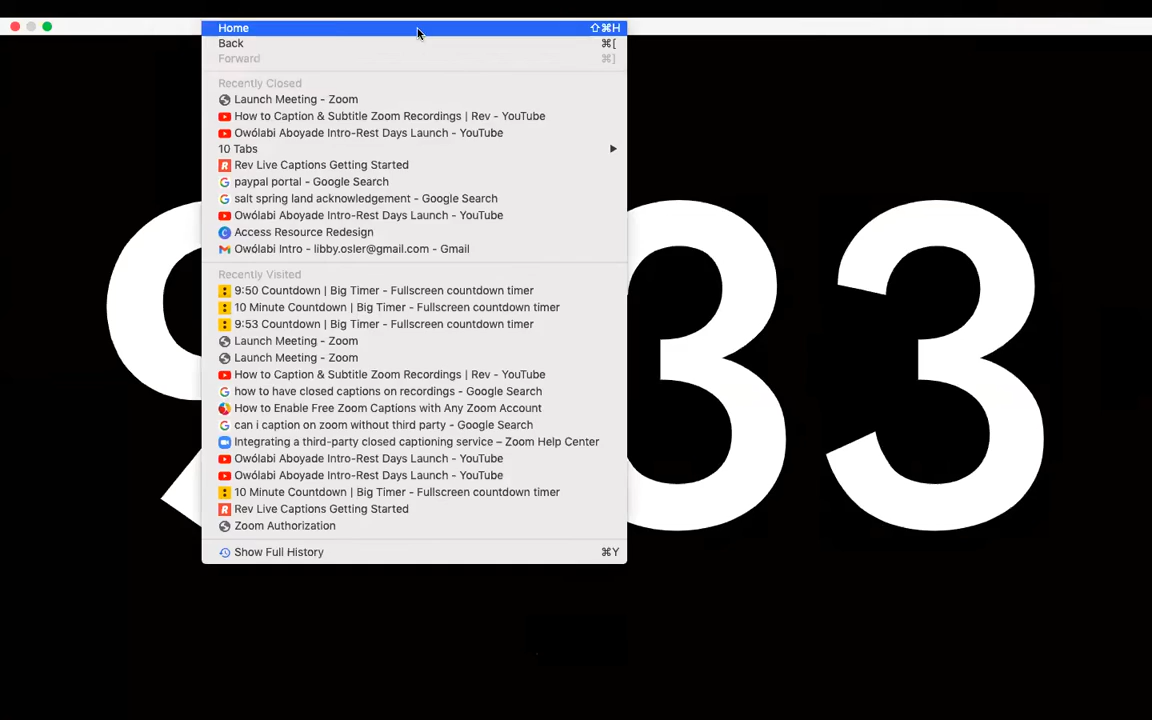 Home ⇧⌘H
Back ⌘[
Forward ⌘]
Recently Closed
Launch Meeting - Zoom
How to Caption & Subtitle Zoom Recordings | Rev - YouTube
Owólabi Aboyade Intro-Rest Days Launch - YouTube
10 Tabs
Rev Live Captions Getting Started
paypal portal - Google Search
salt spring land acknowledgement - Google Search
Owólabi Aboyade Intro-Rest Days Launch - YouTube
Access Resource Redesign
Owólabi Intro - libby.osler@gmail.com - Gmail
Recently Visited
9:50 Countdown | Big Timer - Fullscreen countdown timer
10 Minute Countdown | Big Timer - Fullscreen countdown timer
9:53 Countdown | Big Timer - Fullscreen countdown timer
Launch Meeting - Zoom
Launch Meeting - Zoom
How to Caption & Subtitle Zoom Recordings | Rev - YouTube
how to have closed captions on recordings - Google Search
How to Enable Free Zoom Captions with Any Zoom Account
can i caption on zoom without third party - Google Search
Integrating a third-party closed captioning service – Zoom Help Center
Owólabi Aboyade Intro-Rest Days Launch - YouTube
Owólabi Aboyade Intro-Rest Days Launch - YouTube
10 Minute Countdown | Big Timer - Fullscreen countdown timer
Rev Live Captions Getting Started
Zoom Authorization
Show Full History ⌘Y
9 33